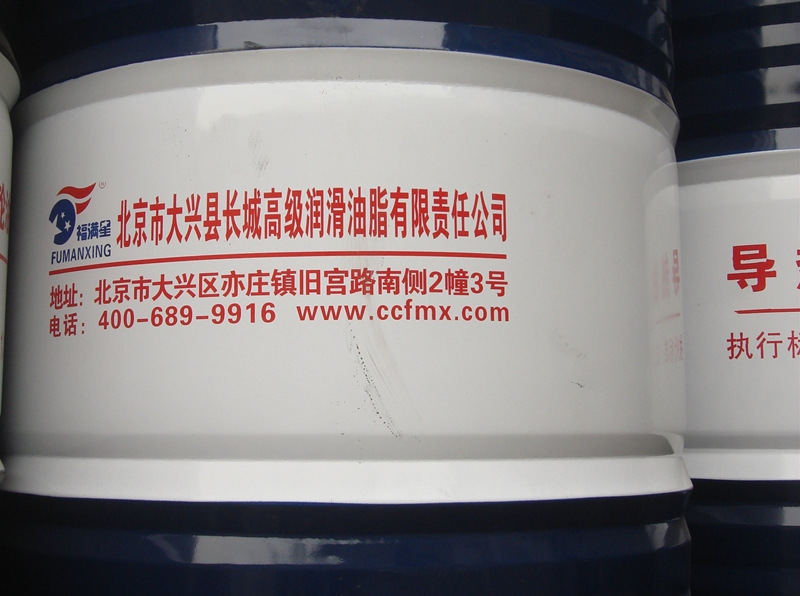 福满星
FUMANXING
北京市大兴县长城高级润滑油脂有限责任公司
地址：北京市大兴区亦庄镇旧宫路南侧2幢3号
电话：400-689-9916 www.ccfmx.com
导
执行标